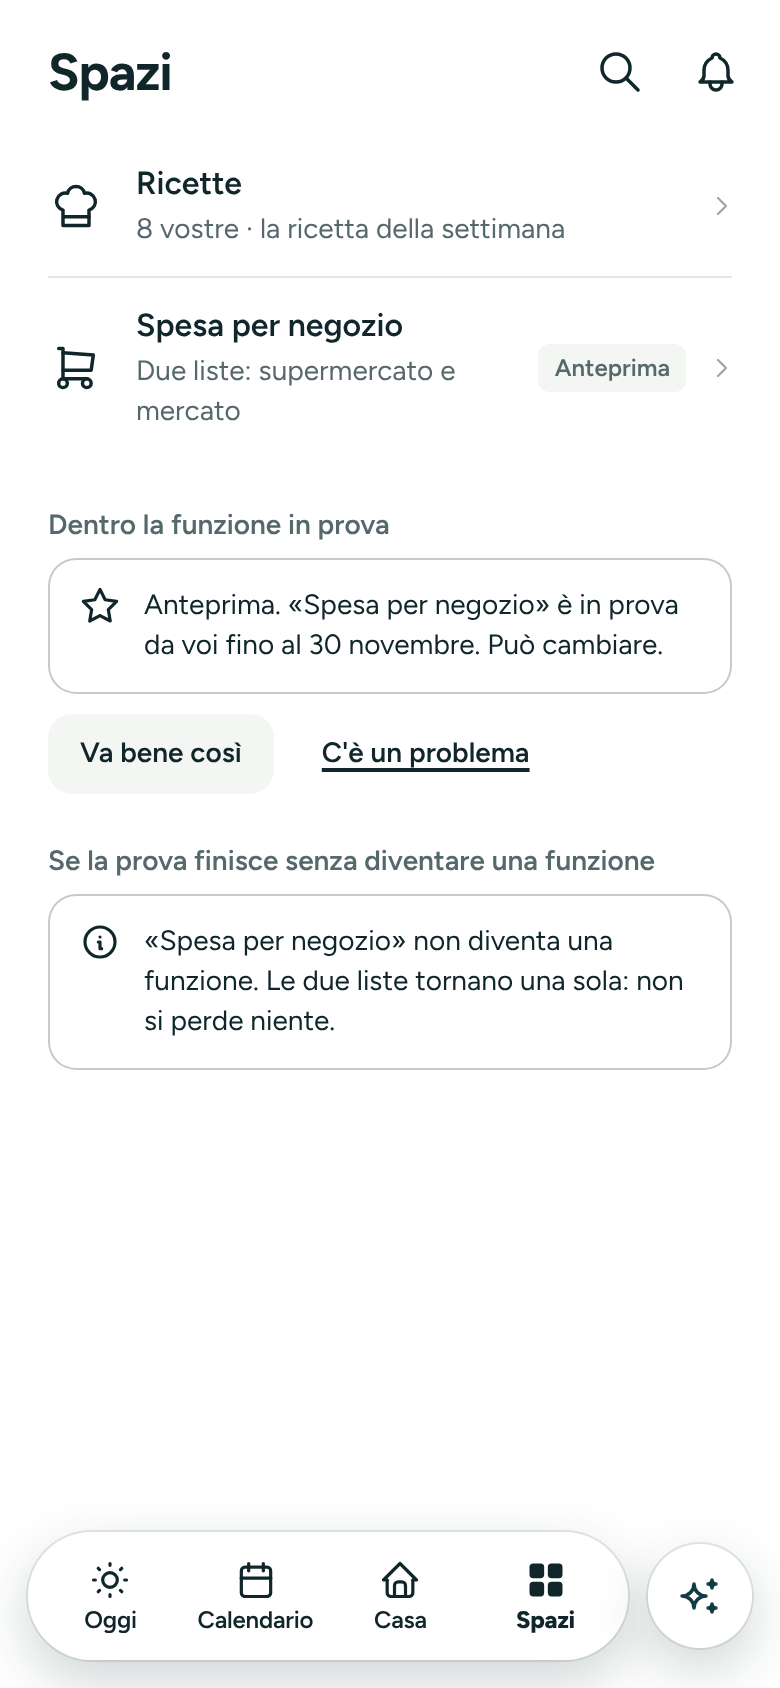 Spazi
Ricette
8 vostre · la ricetta della settimana
Spesa per negozio
Due liste: supermercato e
mercato
Anteprima
Dentro la funzione in prova
Anteprima. «Spesa per negozio» è in prova
da voi fino al 30 novembre. Può cambiare.
Va bene così
C'è un problema
Se la prova finisce senza diventare una funzione
«Spesa per negozio» non diventa una
funzione. Le due liste tornano una sola: non
si perde niente.
Oggi
Calendario
Casa
Spazi